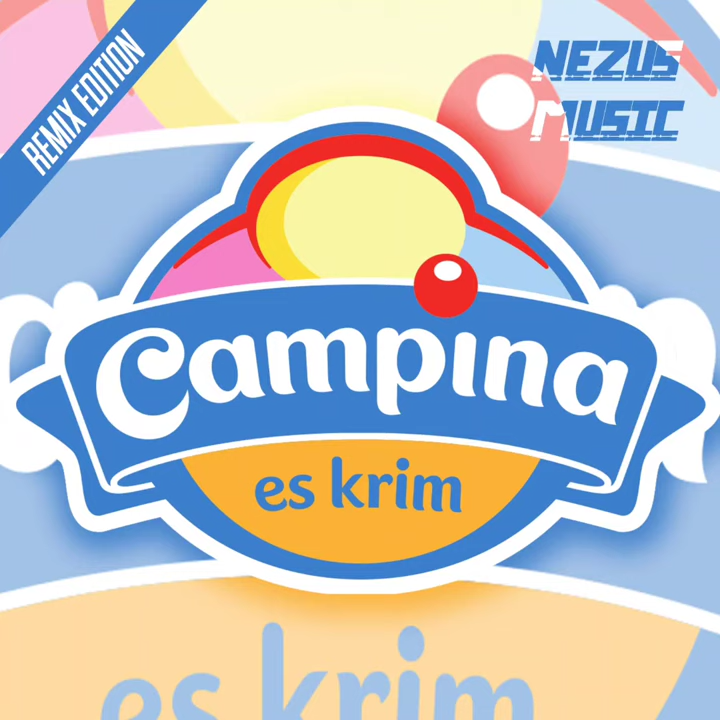 REMIX EDITION
NEZUS
MUSIC
Campina
es krim
es krim